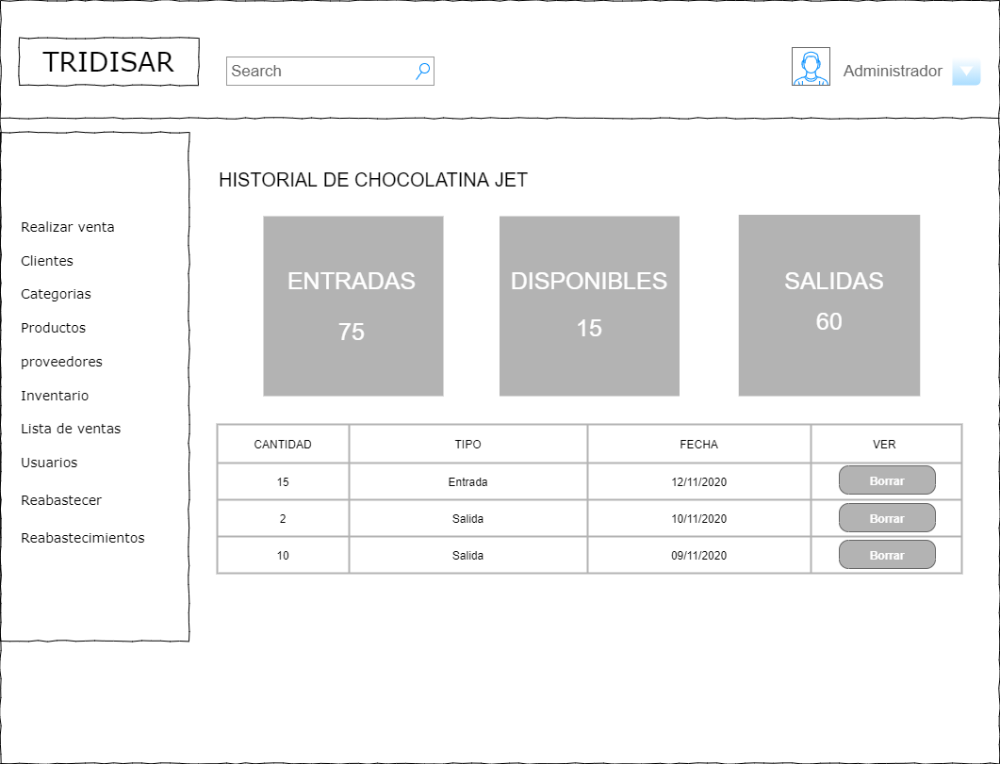 TRIDISAR
Search
Administrador
Realizar venta
Clientes
Categorias
Productos
proveedores
Inventario
Lista de ventas
Usuarios
Reabastecer
Reabastecimientos
HISTORIAL DE CHOCOLATINA JET
ENTRADAS
75
DISPONIBLES
15
SALIDAS
60
CANTIDAD TIPO FECHA VER
15 Entrada 12/11/2020 Borrar
2 Salida 10/11/2020 Borrar
10 Salida 09/11/2020 Borrar